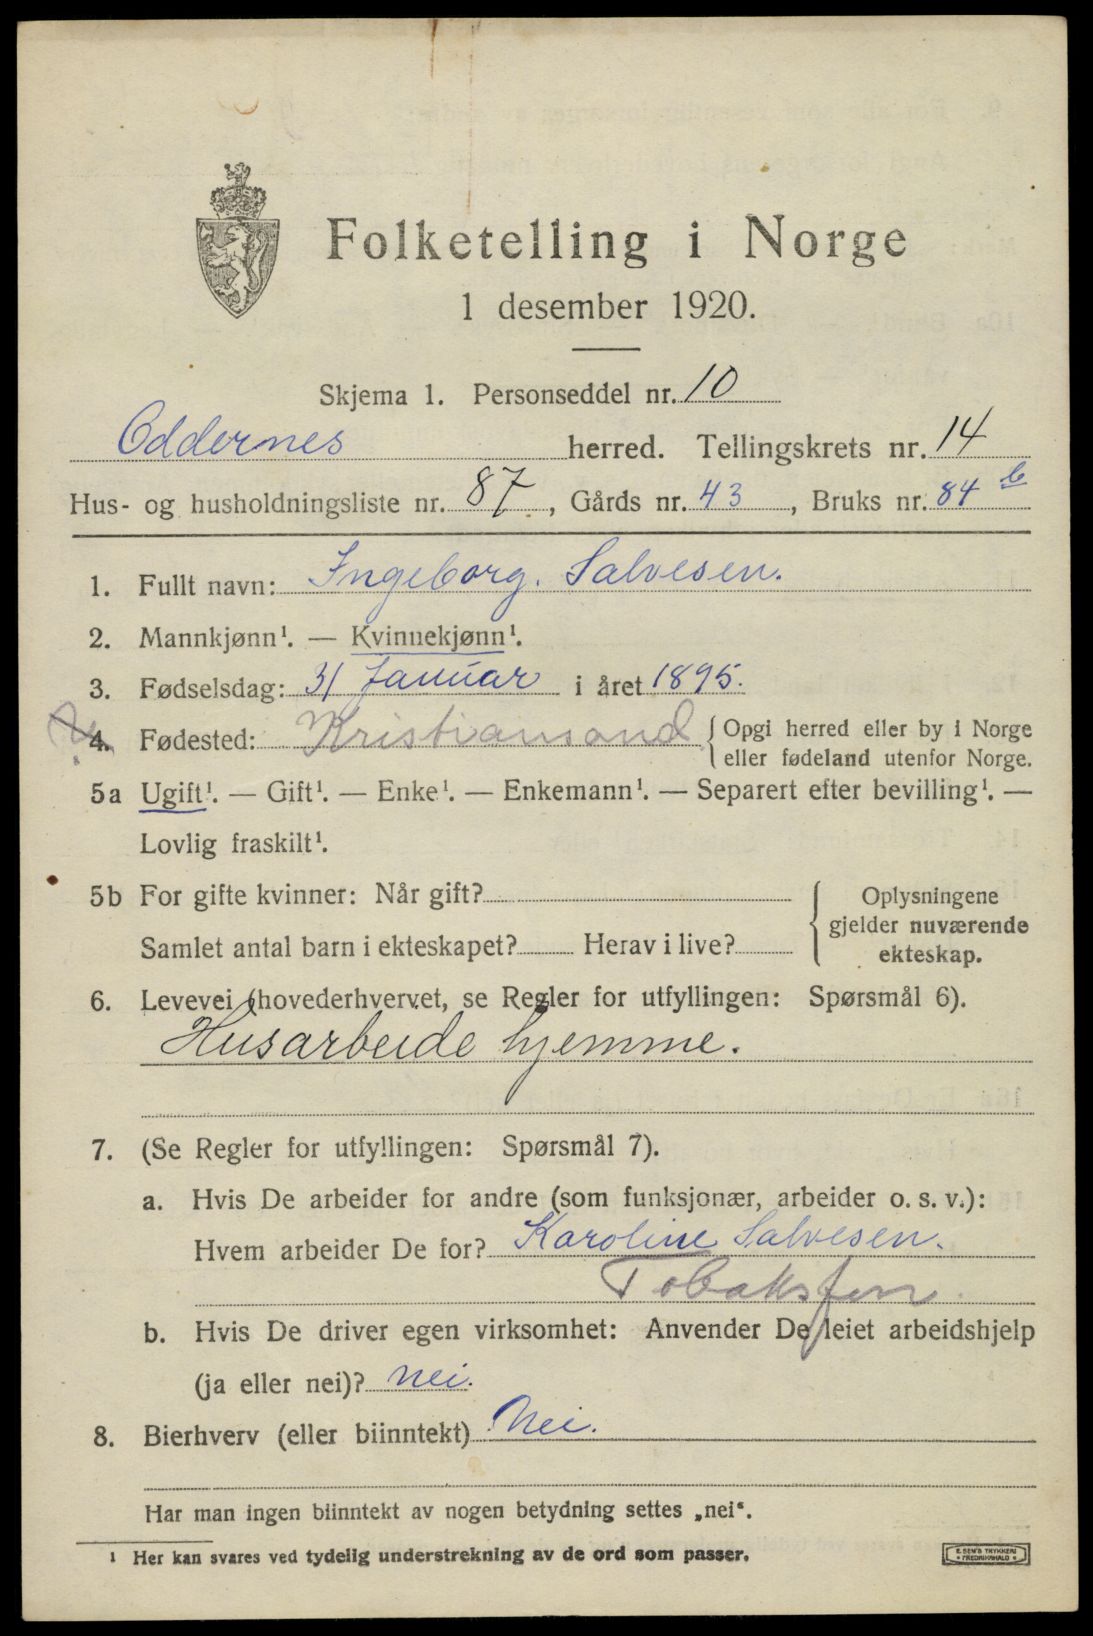 Folketelling i Norge
1 desember 1920.
Skjema 1. Personseddel nr. 10
Oddernes herred. Tellingskrets nr. 14
Hus- og husholdningsliste nr. 87, Gårds nr. 43, Bruks nr. 84 b
1. Fullt navn: Ingeborg. Salvesen.
2. Mannkjønn¹. — Kvinnekjønn¹.
3. Fødselsdag: 31 Januar i året 1895.
4. Fødested: Kristiansand { Opgi herred eller by i Norge
eller fødeland utenfor Norge.
5a Ugift¹. — Gift¹. — Enke¹. — Enkemann¹. — Separert efter bevilling¹. —
Lovlig fraskilt¹.
5b For gifte kvinner: Når gift?
Samlet antal barn i ekteskapet? Herav i live?
{ Oplysningene
gjelder nuværende
ekteskap.
6. Levevei (hovederhvervet, se Regler for utfyllingen: Spørsmål 6).
Husarbeide hjemme.
7. (Se Regler for utfyllingen: Spørsmål 7).
a. Hvis De arbeider for andre (som funksjonær, arbeider o. s. v.):
Hvem arbeider De for? Karoline Salvesen.
b. Hvis De driver egen virksomhet: Anvender De leiet arbeidshjelp
(ja eller nei)? nei.
8. Bierhverv (eller biinntekt) Nei.
Har man ingen biinntekt av nogen betydning settes „nei“.
¹ Her kan svares ved tydelig understrekning av de ord som passer.